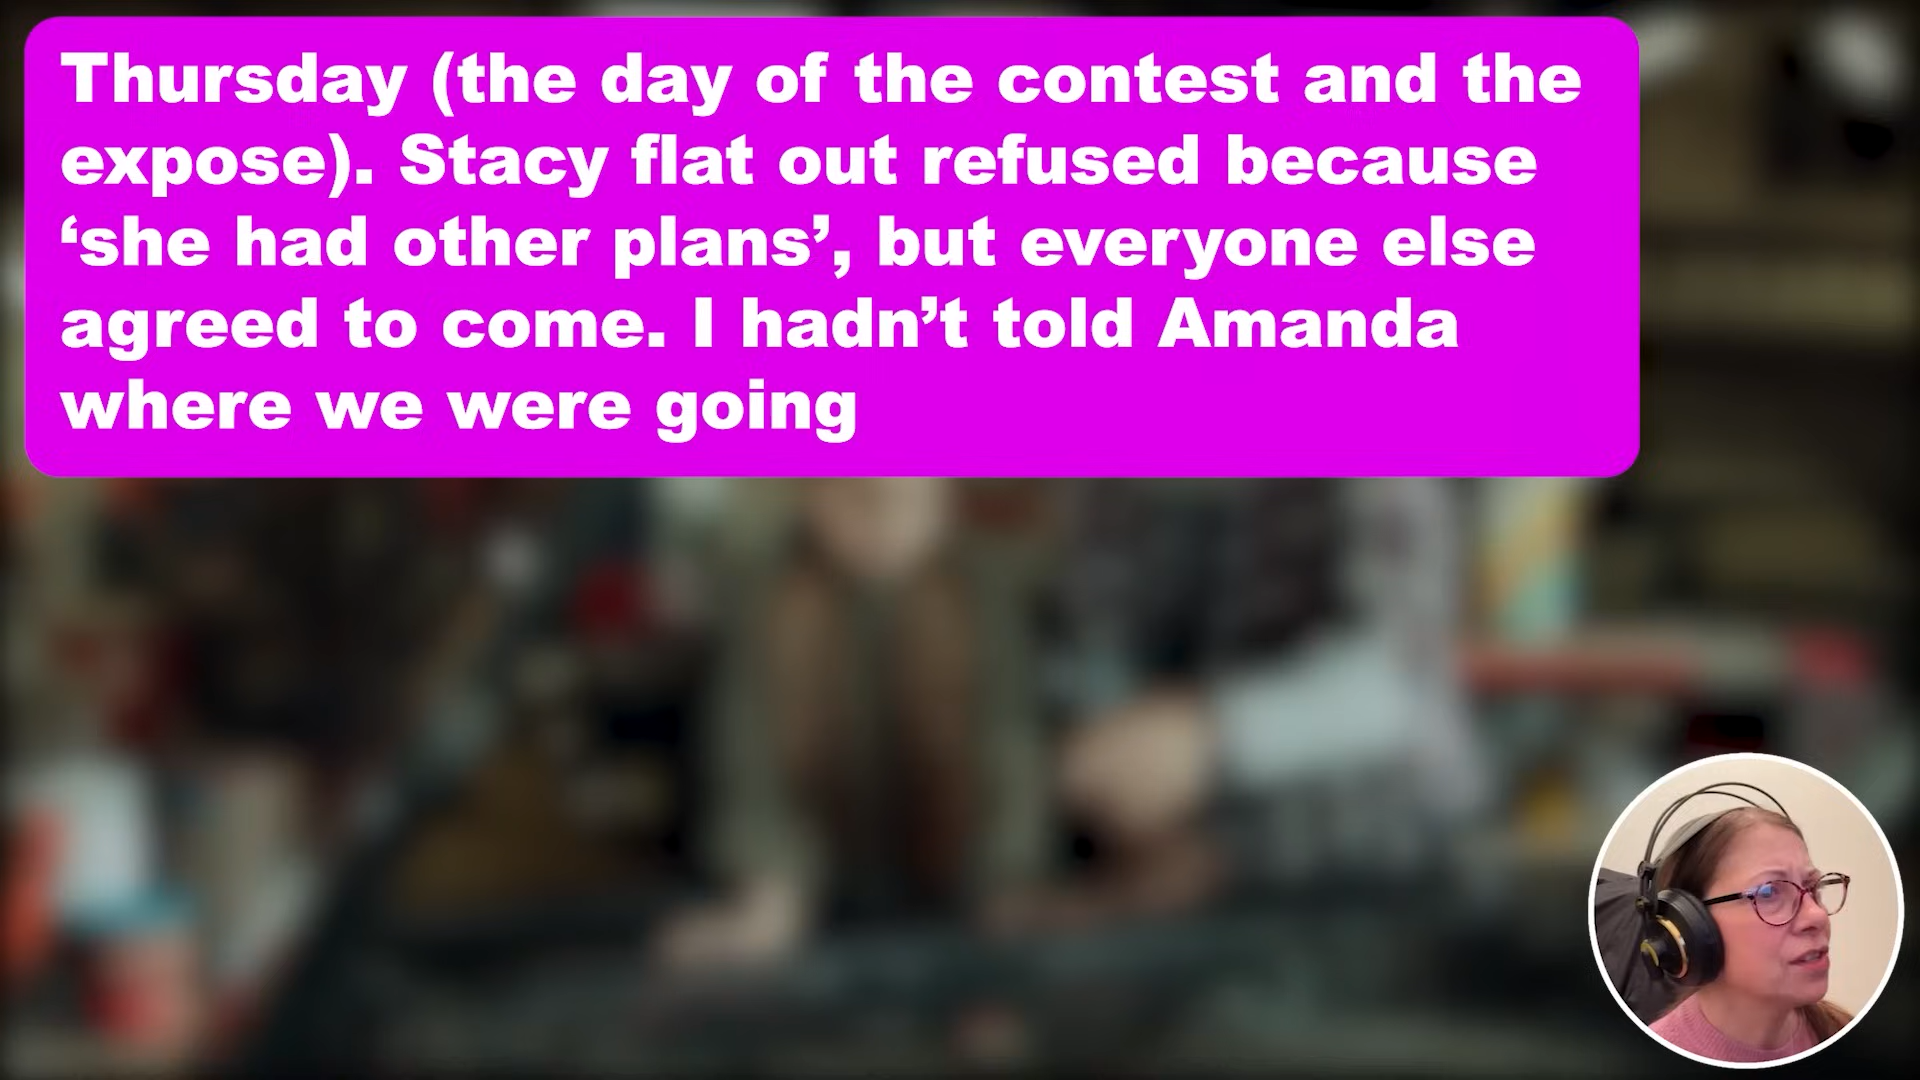 Thursday (the day of the contest and the
expose). Stacy flat out refused because
‘she had other plans’, but everyone else
agreed to come. I hadn’t told Amanda
where we were going